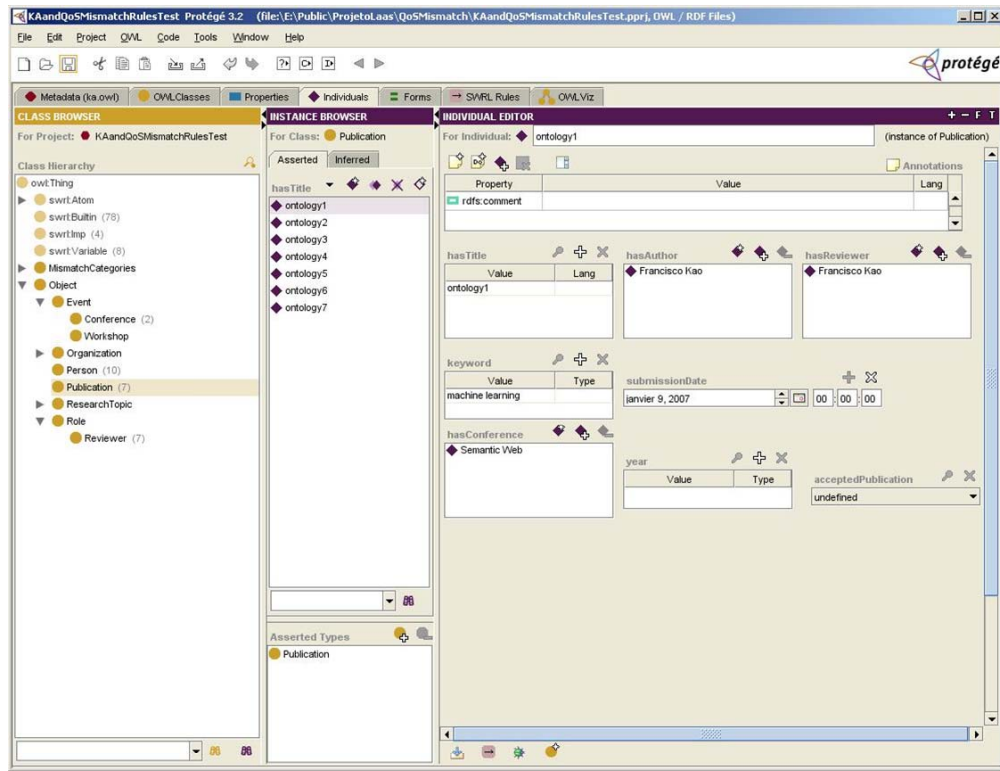 KAandQoSMismatchRulesTest Protégé 3.2 (file:\E:\Public\ProjetoLaas\QoSMismatch\KAandQoSMismatchRulesTest.pprj, OWL / RDF Files)
File Edit Project OWL Code Tools Window Help
protégé
Metadata (ka.owl) OWLClasses Properties Individuals Forms SWRL Rules OWLViz
CLASS BROWSER
For Project: KAandQoSMismatchRulesTest
Class Hierarchy
owl:Thing
swrl:Atom
swrl:Builtin (78)
swrl:Imp (4)
swrl:Variable (8)
MismatchCategories
Object
Event
Conference (2)
Workshop
Organization
Person (10)
Publication (7)
ResearchTopic
Role
Reviewer (7)
INSTANCE BROWSER
For Class: Publication
Asserted Inferred
hasTitle
ontology1
ontology2
ontology3
ontology4
ontology5
ontology6
ontology7
Asserted Types
Publication
INDIVIDUAL EDITOR + − F T
For Individual: ontology1 (instance of Publication)
Annotations
Property Value Lang
rdfs:comment
hasTitle
Value Lang
ontology1
hasAuthor
Francisco Kao
hasReviewer
Francisco Kao
keyword
Value Type
machine learning
submissionDate
janvier 9, 2007 00 :00 :00
hasConference
Semantic Web
year
Value Type
acceptedPublication
undefined